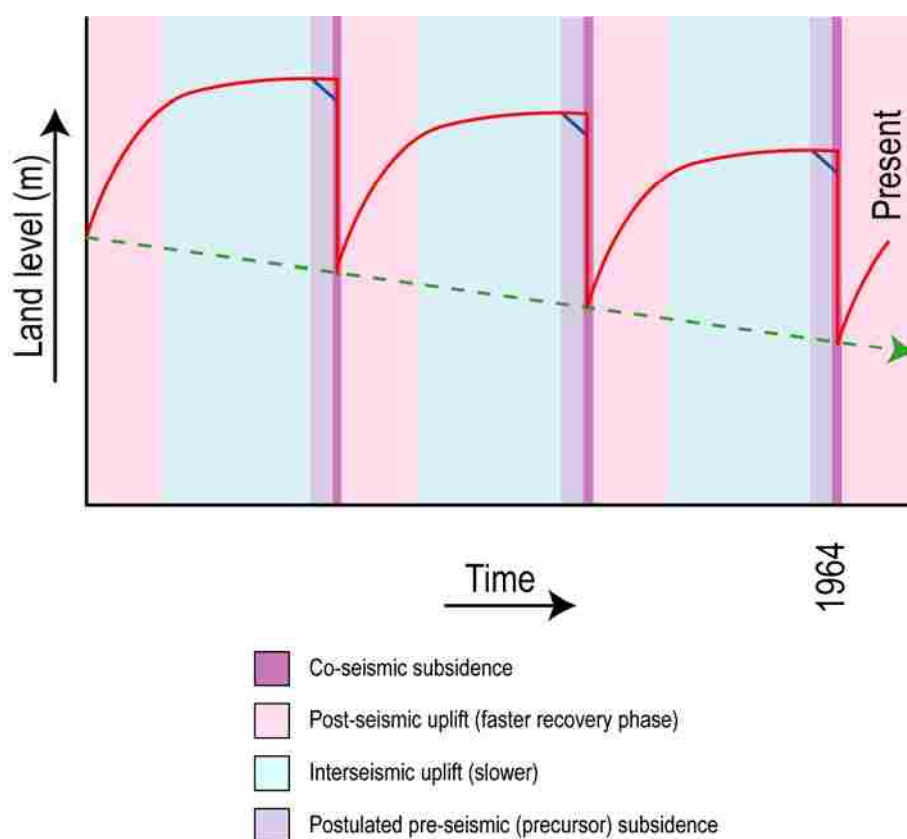 Land level (m)
Present
Time
1964
Co-seismic subsidence
Post-seismic uplift (faster recovery phase)
Interseismic uplift (slower)
Postulated pre-seismic (precursor) subsidence